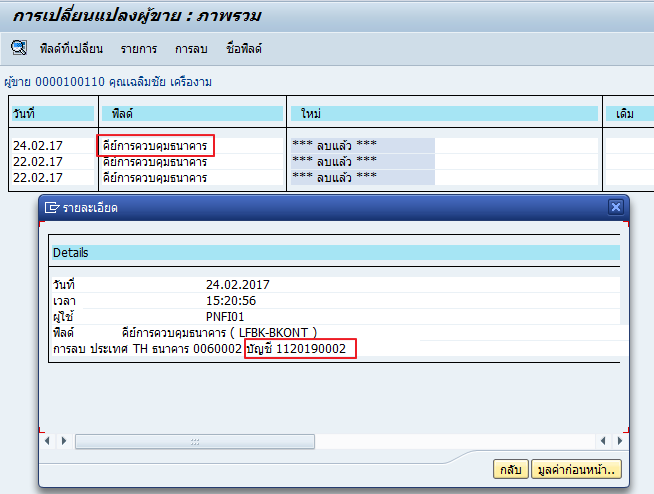 การเปลี่ยนแปลงผู้ขาย : ภาพรวม
ฟิลด์ที่เปลี่ยน รายการ การลบ ชื่อฟิลด์
ผู้ขาย 0000100110 คุณเฉลิมชัย เครืองาม
วันที่ ฟิลด์ ใหม่ เดิม
24.02.17 คีย์การควบคุมธนาคาร *** ลบแล้ว ***
22.02.17 คีย์การควบคุมธนาคาร *** ลบแล้ว ***
22.02.17 คีย์การควบคุมธนาคาร *** ลบแล้ว ***
รายละเอียด
Details
วันที่ 24.02.2017
เวลา 15:20:56
ผู้ใช้ PNFI01
ฟิลด์ คีย์การควบคุมธนาคาร ( LFBK-BKONT )
การลบ ประเทศ TH ธนาคาร 0060002 บัญชี 1120190002
กลับ มูลค่าก่อนหน้า..